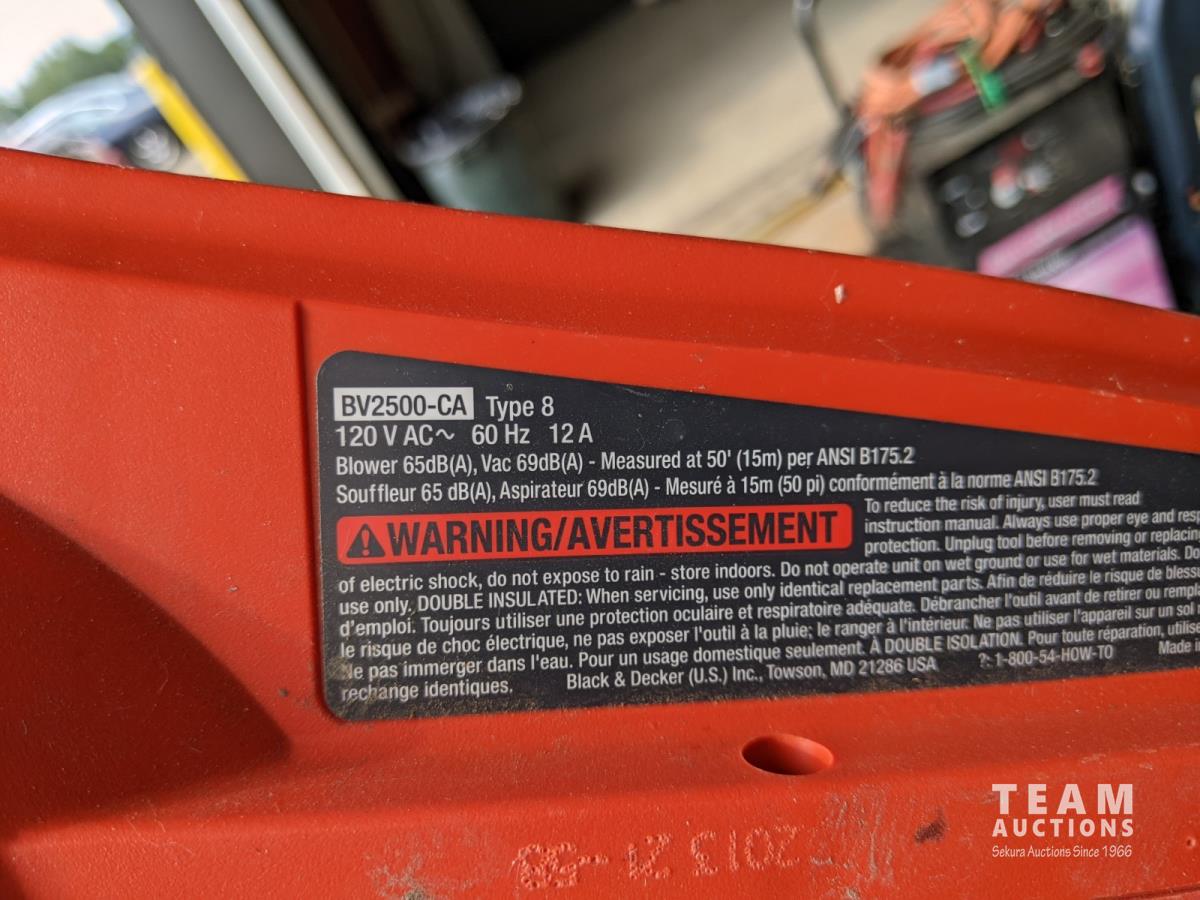 BV2500-CA Type 8
120 V AC~ 60 Hz 12 A
Blower 65dB(A), Vac 69dB(A) - Measured at 50' (15m) per ANSI B175.2
Souffleur 65 dB(A), Aspirateur 69dB(A) - Mesuré à 15m (50 pi) conformément à la norme ANSI B175.2
WARNING/AVERTISSEMENT
To reduce the risk of injury, user must read
instruction manual. Always use proper eye and
protection. Unplug tool before removing or
of electric shock, do not expose to rain - store indoors. Do not operate unit on wet ground or use for wet materials.
use only. DOUBLE INSULATED: When servicing, use only identical replacement parts. Afin de réduire le risque de
d'emploi. Toujours utiliser une protection oculaire et respiratoire adéquate. Débrancher l'outil avant de retirer ou
le risque de choc électrique, ne pas exposer l'outil à la pluie; le ranger à l'intérieur. Ne pas utiliser l'appareil sur un sol
Ne pas immerger dans l'eau. Pour un usage domestique seulement. À DOUBLE ISOLATION. Pour toute réparation,
rechange identiques. Black & Decker (U.S.) Inc., Towson, MD 21286 USA ?: 1-800-54-HOW-TO Made in
2013 21
TEAM
AUCTIONS
Sekura Auctions Since 1966